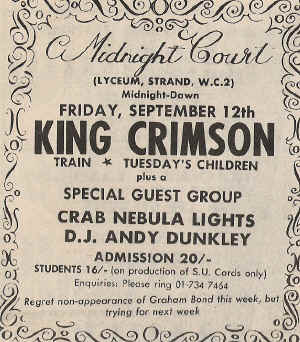 A Midnight Court
(LYCEUM, STRAND, W.C.2)
Midnight-Dawn
FRIDAY, SEPTEMBER 12th
KING CRIMSON
TRAIN ★ TUESDAY'S CHILDREN
plus a
SPECIAL GUEST GROUP
CRAB NEBULA LIGHTS
D.J. ANDY DUNKLEY
ADMISSION 20/-
STUDENTS 16/- (on production of S.U. Cards only)
Enquiries: Please ring 01-734 7464
Regret non-appearance of Graham Bond this week, but
trying for next week